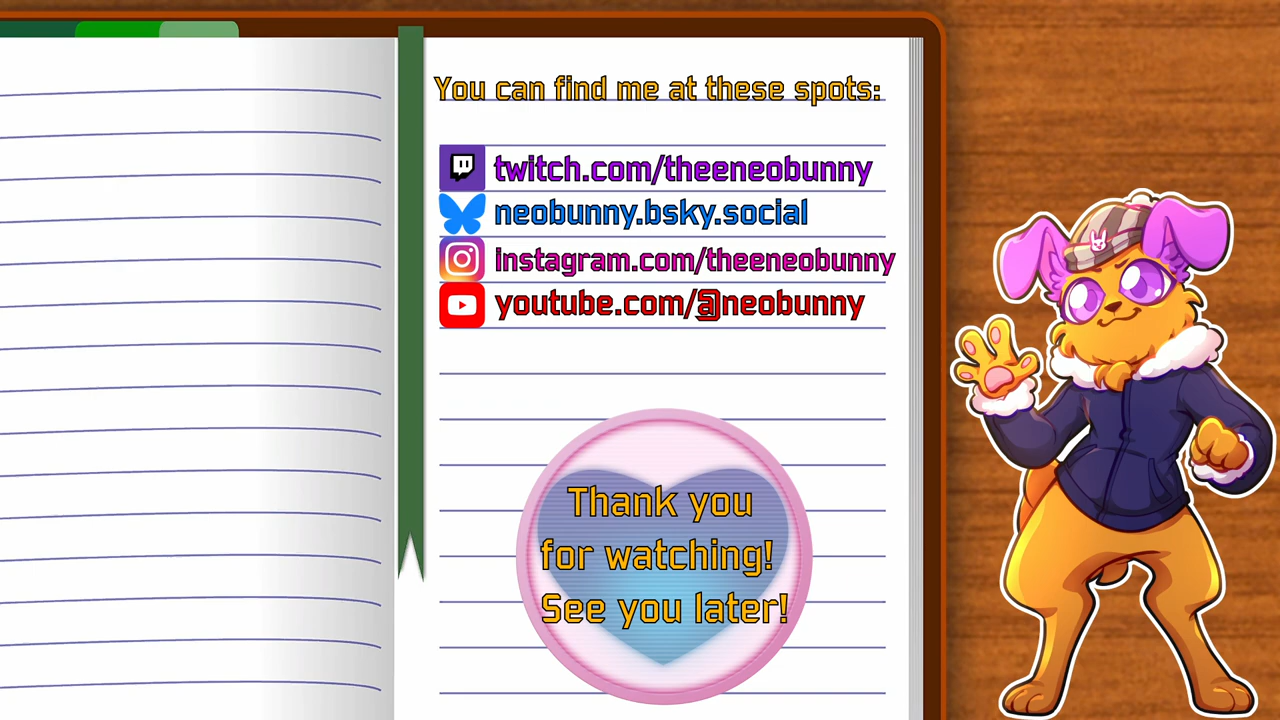 You can find me at these spots:
twitch.com/theeneobunny
neobunny.bsky.social
instagram.com/theeneobunny
youtube.com/@neobunny
Thank you
for watching!
See you later!